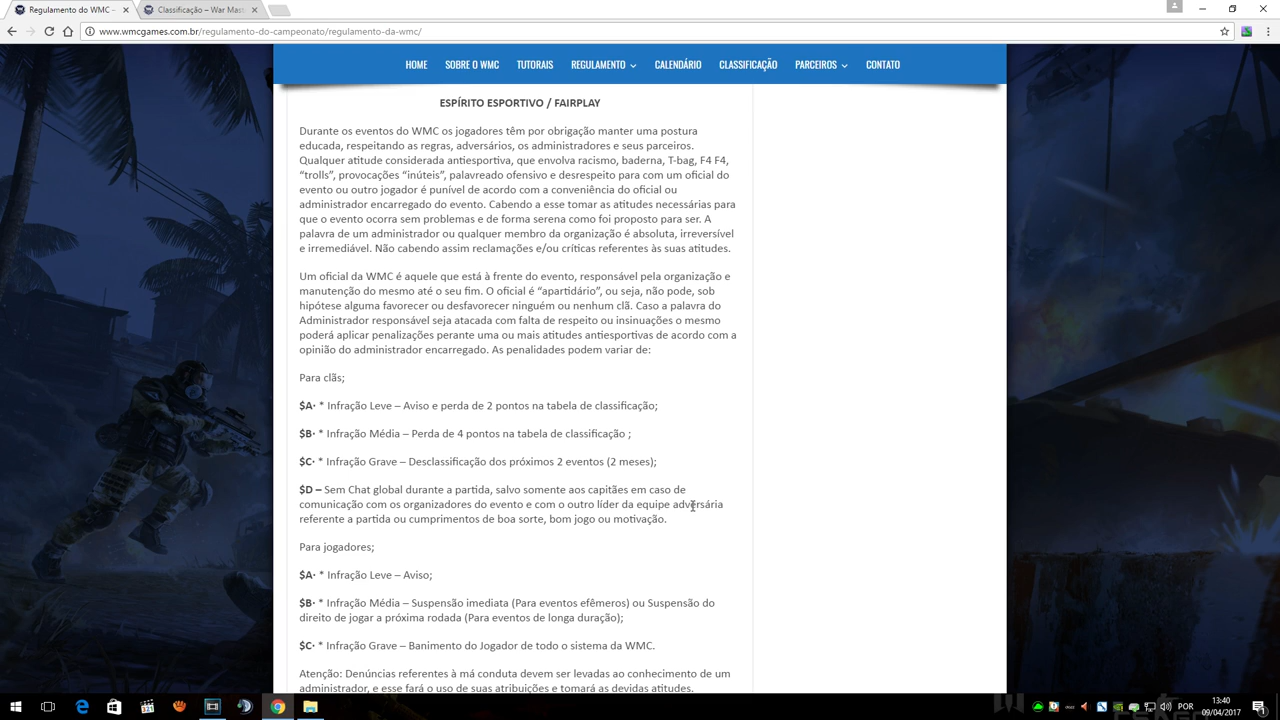 Regulamento do WMC -
Classificação – War Mast
www.wmcgames.com.br/regulamento-do-campeonato/regulamento-da-wmc/
HOME SOBRE O WMC TUTORAIS REGULAMENTO CALENDÁRIO CLASSIFICAÇÃO PARCEIROS CONTATO
ESPÍRITO ESPORTIVO / FAIRPLAY
Durante os eventos do WMC os jogadores têm por obrigação manter uma postura
educada, respeitando as regras, adversários, os administradores e seus parceiros.
Qualquer atitude considerada antiesportiva, que envolva racismo, baderna, T-bag, F4 F4,
“trolls”, provocações “inúteis”, palavreado ofensivo e desrespeito para com um oficial do
evento ou outro jogador é punível de acordo com a conveniência do oficial ou
administrador encarregado do evento. Cabendo a esse tomar as atitudes necessárias para
que o evento ocorra sem problemas e de forma serena como foi proposto para ser. A
palavra de um administrador ou qualquer membro da organização é absoluta, irreversível
e irremediável. Não cabendo assim reclamações e/ou críticas referentes às suas atitudes.
Um oficial da WMC é aquele que está à frente do evento, responsável pela organização e
manutenção do mesmo até o seu fim. O oficial é “apartidário”, ou seja, não pode, sob
hipótese alguma favorecer ou desfavorecer ninguém ou nenhum clã. Caso a palavra do
Administrador responsável seja atacada com falta de respeito ou insinuações o mesmo
poderá aplicar penalizações perante uma ou mais atitudes antiesportivas de acordo com a
opinião do administrador encarregado. As penalidades podem variar de:
Para clãs;
$A· * Infração Leve – Aviso e perda de 2 pontos na tabela de classificação;
$B· * Infração Média – Perda de 4 pontos na tabela de classificação ;
$C· * Infração Grave – Desclassificação dos próximos 2 eventos (2 meses);
$D – Sem Chat global durante a partida, salvo somente aos capitães em caso de
comunicação com os organizadores do evento e com o outro líder da equipe adversária
referente a partida ou cumprimentos de boa sorte, bom jogo ou motivação.
Para jogadores;
$A· * Infração Leve – Aviso;
$B· * Infração Média – Suspensão imediata (Para eventos efêmeros) ou Suspensão do
direito de jogar a próxima rodada (Para eventos de longa duração);
$C· * Infração Grave – Banimento do Jogador de todo o sistema da WMC.
Atenção: Denúncias referentes à má conduta devem ser levadas ao conhecimento de um
administrador, e esse fará o uso de suas atribuições e tomará as devidas atitudes.
POR
13:40
09/04/2017